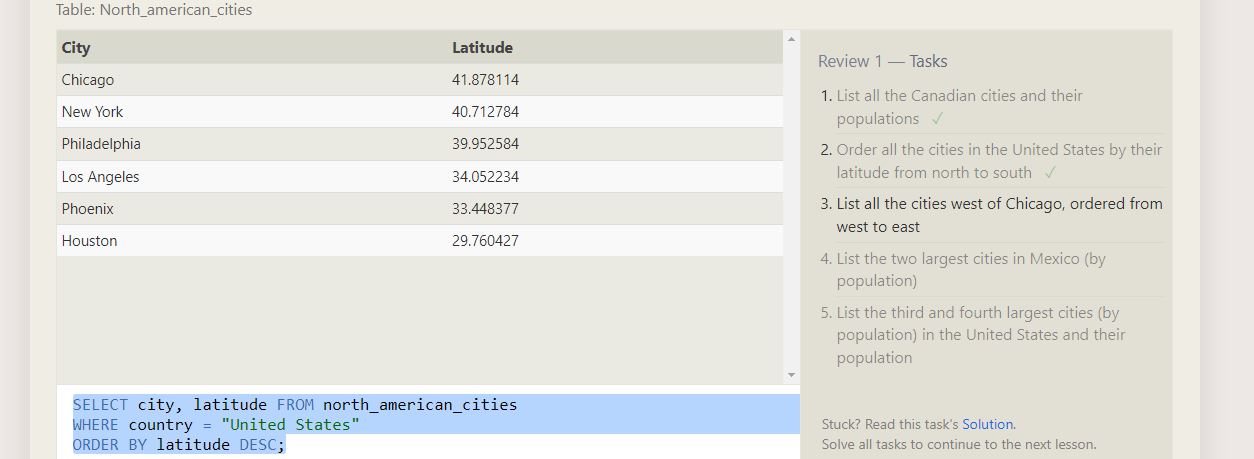 Table: North_american_cities
City Latitude
Chicago 41.878114
New York 40.712784
Philadelphia 39.952584
Los Angeles 34.052234
Phoenix 33.448377
Houston 29.760427
SELECT city, latitude FROM north_american_cities
WHERE country = "United States"
ORDER BY latitude DESC;
Review 1 — Tasks
1. List all the Canadian cities and their
populations ✓
2. Order all the cities in the United States by their
latitude from north to south ✓
3. List all the cities west of Chicago, ordered from
west to east
4. List the two largest cities in Mexico (by
population)
5. List the third and fourth largest cities (by
population) in the United States and their
population
Stuck? Read this task's Solution.
Solve all tasks to continue to the next lesson.